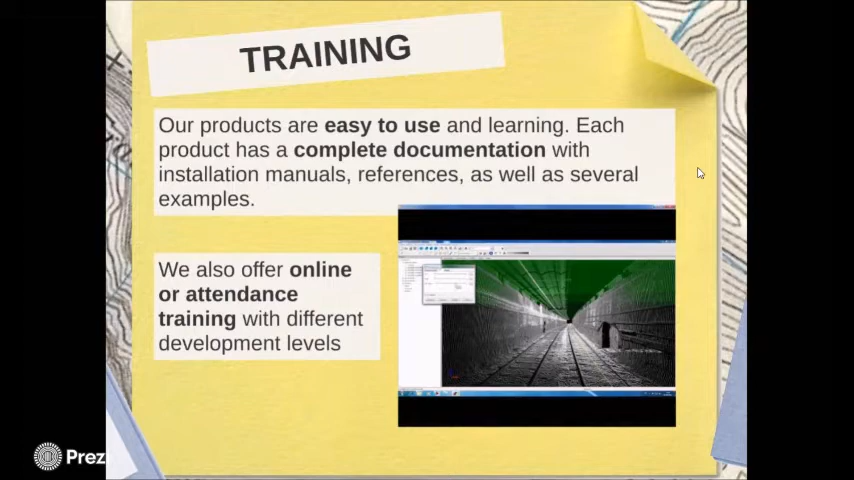 TRAINING
Our products are easy to use and learning. Each
product has a complete documentation with
installation manuals, references, as well as several
examples.
We also offer online
or attendance
training with different
development levels
Prez